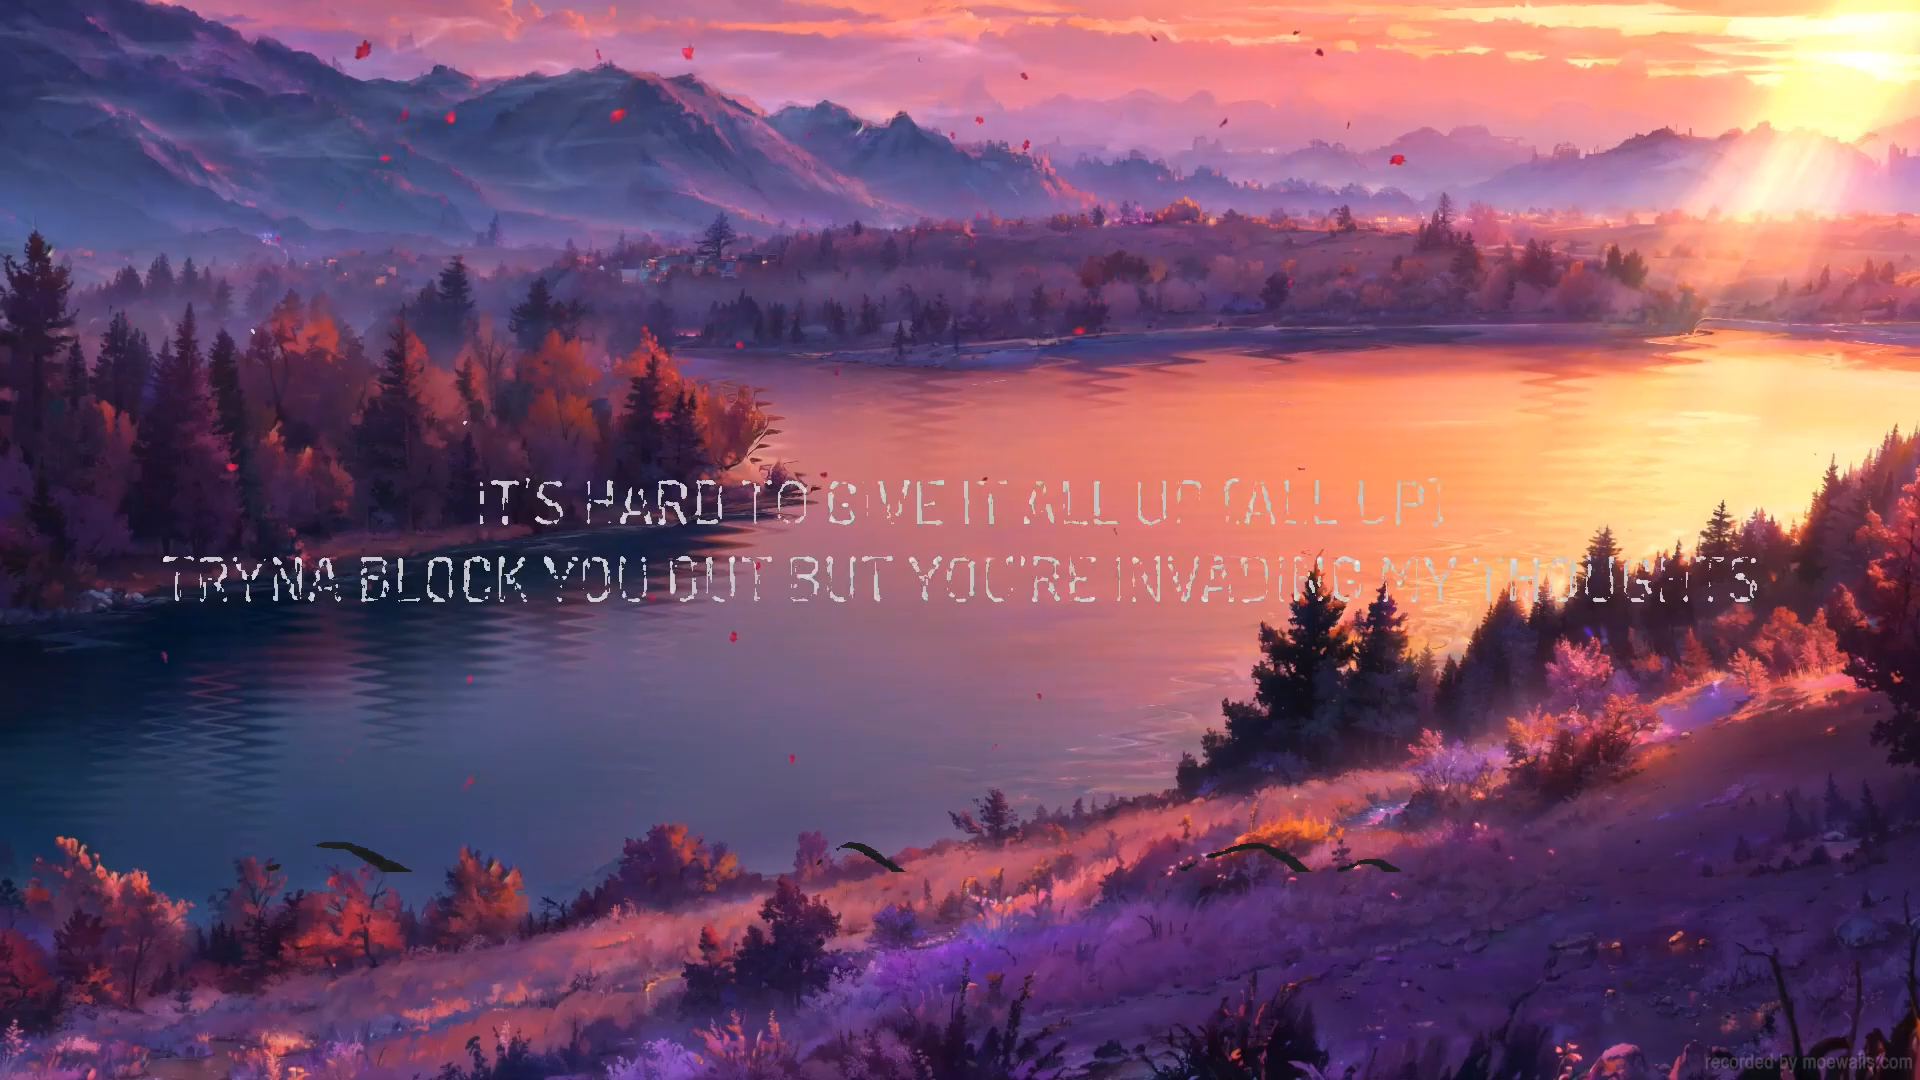 IT'S HARD TO GIVE IT ALL UP (ALL UP)
TRYNA BLOCK YOU OUT BUT YOU'RE INVADING MY THOUGHTS
recorded by moewalls.com